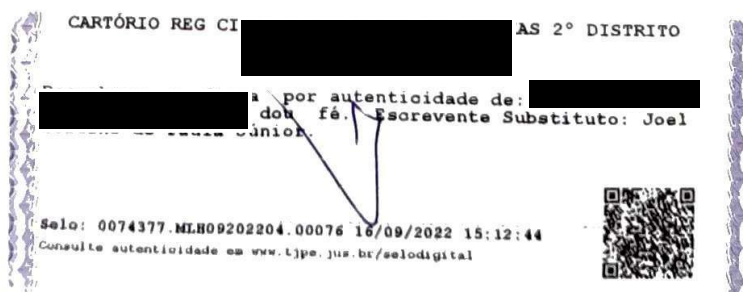 CARTÓRIO REG CI AS 2º DISTRITO
a por autenticidade de:
dou fé. Escrevente Substituto: Joel
Júnior.
Selo: 0074377.MLH09202204.00076 16/09/2022 15:12:44
Consulte autenticidade em www.tjpe.jus.br/selodigital